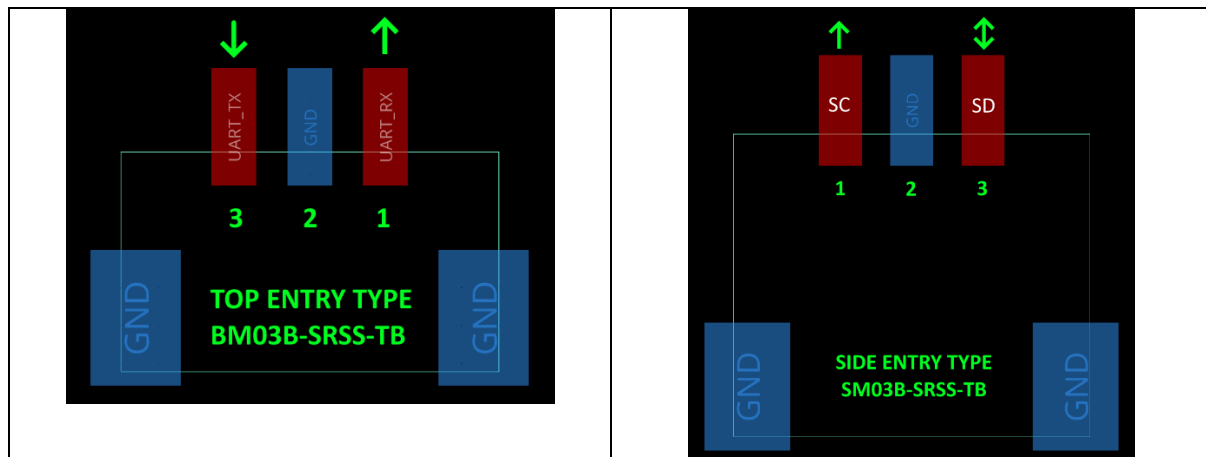 UART_TX
GND
UART_RX
3 2 1
GND
TOP ENTRY TYPE
BM03B-SRSS-TB
GND
SC
GND
SD
1 2 3
GND
SIDE ENTRY TYPE
SM03B-SRSS-TB
GND